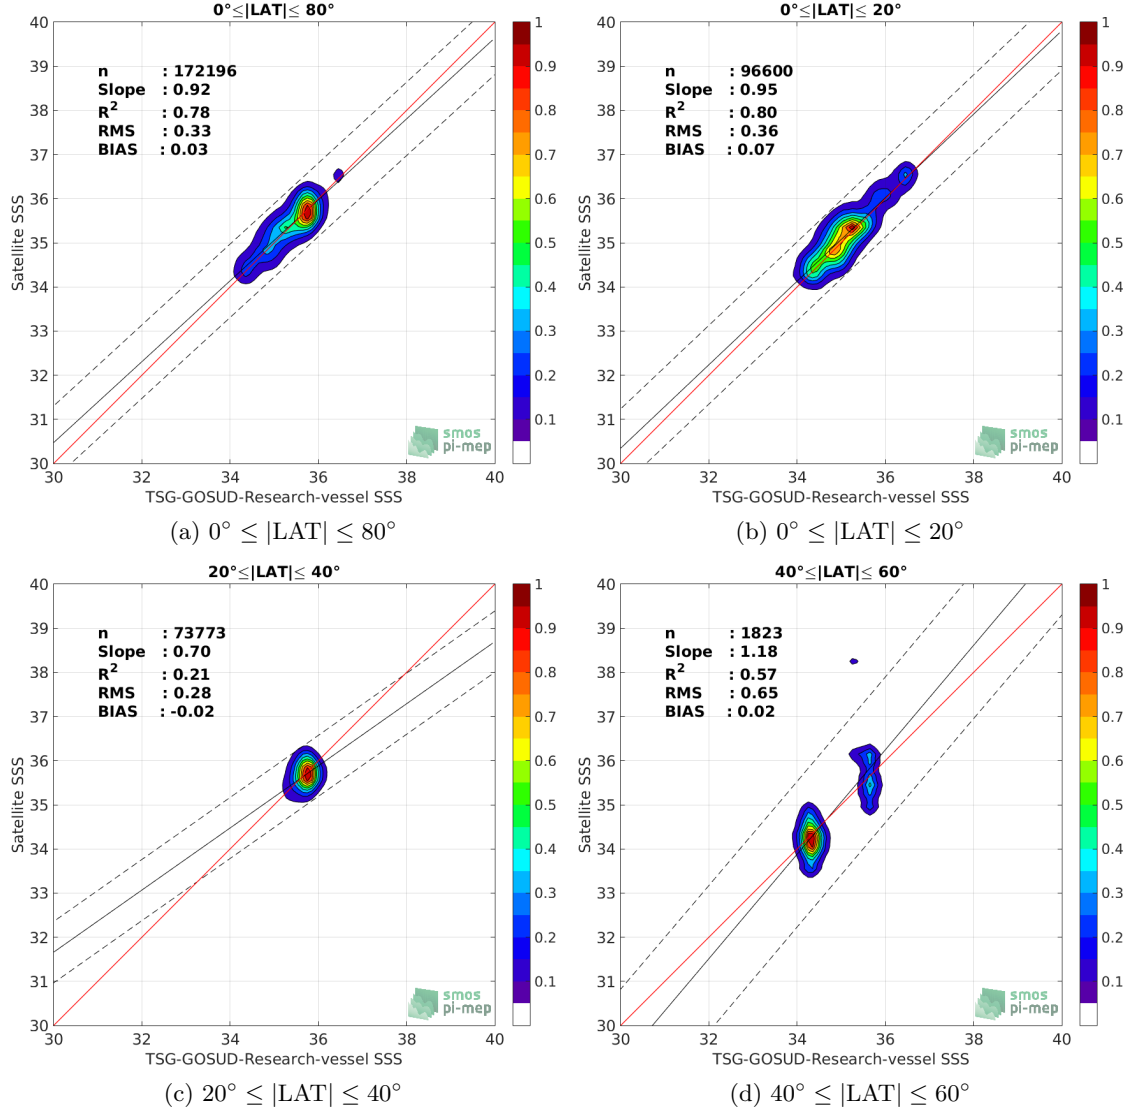 0°≤|LAT|≤ 80°
n : 172196
Slope : 0.92
R² : 0.78
RMS : 0.33
BIAS : 0.03
40
39
38
37
36
35
34
33
32
31
30
Satellite SSS
30 32 34 36 38 40
TSG-GOSUD-Research-vessel SSS
1
0.9
0.8
0.7
0.6
0.5
0.4
0.3
0.2
0.1
smos
pi-mep
(a) 0° ≤ |LAT| ≤ 80°
0°≤|LAT|≤ 20°
n : 96600
Slope : 0.95
R² : 0.80
RMS : 0.36
BIAS : 0.07
40
39
38
37
36
35
34
33
32
31
30
Satellite SSS
30 32 34 36 38 40
TSG-GOSUD-Research-vessel SSS
1
0.9
0.8
0.7
0.6
0.5
0.4
0.3
0.2
0.1
smos
pi-mep
(b) 0° ≤ |LAT| ≤ 20°
20°≤|LAT|≤ 40°
n : 73773
Slope : 0.70
R² : 0.21
RMS : 0.28
BIAS : -0.02
40
39
38
37
36
35
34
33
32
31
30
Satellite SSS
30 32 34 36 38 40
TSG-GOSUD-Research-vessel SSS
1
0.9
0.8
0.7
0.6
0.5
0.4
0.3
0.2
0.1
smos
pi-mep
(c) 20° ≤ |LAT| ≤ 40°
40°≤|LAT|≤ 60°
n : 1823
Slope : 1.18
R² : 0.57
RMS : 0.65
BIAS : 0.02
40
39
38
37
36
35
34
33
32
31
30
Satellite SSS
30 32 34 36 38 40
TSG-GOSUD-Research-vessel SSS
1
0.9
0.8
0.7
0.6
0.5
0.4
0.3
0.2
0.1
smos
pi-mep
(d) 40° ≤ |LAT| ≤ 60°